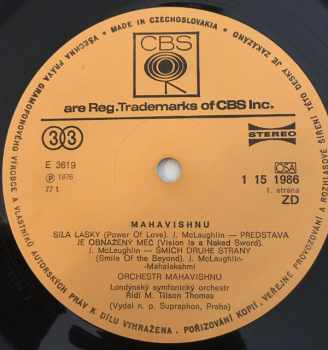 MADE IN CZECHOSLOVAKIA • VŠECHNA PRÁVA GRAMOFONOVÉHO VÝROBCE A VLASTNÍKŮ AUTORSKÝCH PRÁV K DÍLU VYHRAŽENA. POŘIZOVÁNÍ KOPIÍ, VEŘEJNÉ PROVOZOVÁNÍ A ROZHLASOVÉ ŠÍŘENÍ TÉTO DESKY JE ZAKÁZÁNO
CBS
are Reg.Trademarks of CBS Inc.
33
STEREO
E 3619
Ⓟ 1976
77 1
OSA
1 15 1986
1. strana
ZD
MAHAVISHNU
SÍLA LÁSKY (Power Of Love). J. McLaughlin — PŘEDSTAVA
JE OBNAŽENÝ MEČ (Vision Is a Naked Sword).
J. McLaughlin — SMÍCH DRUHÉ STRANY
(Smile Of the Beyond). J. McLaughlin-
-Mahalakshmi
ORCHESTR MAHAVISHNU
Londýnský symfonický orchestr
Řídí M. Tilson Thomas
(Vydal n. p. Supraphon, Praha)